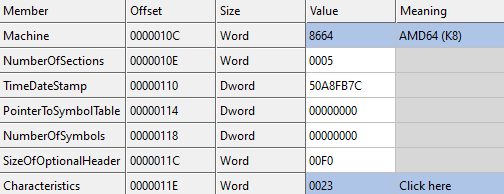 Member Offset Size Value Meaning
Machine 0000010C Word 8664 AMD64 (K8)
NumberOfSections 0000010E Word 0005
TimeDateStamp 00000110 Dword 50A8FB7C
PointerToSymbolTable 00000114 Dword 00000000
NumberOfSymbols 00000118 Dword 00000000
SizeOfOptionalHeader 0000011C Word 00F0
Characteristics 0000011E Word 0023 Click here